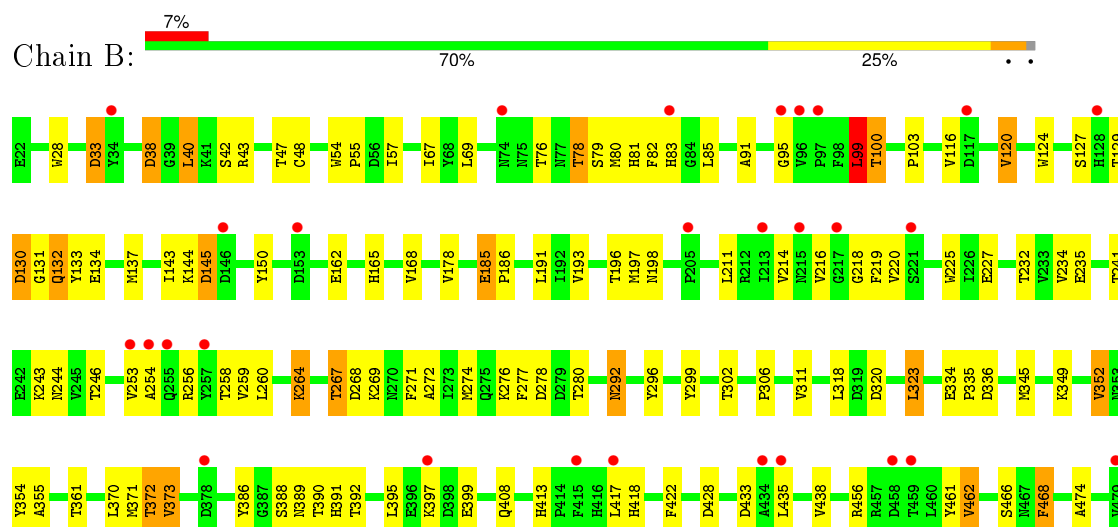 7%
Chain B:
70% 25% • •
E22 W28 D33 Y34 D38 G39 L40 K41 S42 R43 T47 C48 W54 P55 D56 I57 I67 Y68 L69 N74 N75 T76 N77 T78 S79 M80 H81 F82 H83 G84 L85 A91 G95 V96 P97 F98 L99 T100 P103 V116 D117 V120 W124 S127 H128 T129
D130 G131 Q132 Y133 E134 M137 I143 K144 D145 D146 Y150 D153 E162 H165 V168 V178 E185 P186 L191 I192 V193 T196 M197 N198 P205 L211 R212 I213 V214 N215 V216 G217 G218 F219 V220 S221 W225 I226 E227 T232 V233 V234 E235 T241
E242 K243 N244 V245 T246 V253 A254 Q255 R256 Y257 T258 V259 L260 K264 T267 D268 K269 N270 F271 A272 I273 M274 Q275 K276 F277 D278 D279 T280 N292 Y296 Y299 T302 P306 V311 L318 D319 D320 L323 E334 P335 D336 M345 K349 V352 N353
Y354 A355 T361 L370 M371 T372 V373 D378 Y386 G387 S388 N389 T390 H391 T392 L395 E396 K397 D398 E399 Q408 H413 P414 F415 H416 L417 H418 F422 D428 D433 A434 L435 V438 R456 R457 D458 T459 L460 Y461 V462 S466 N467 F468 A474